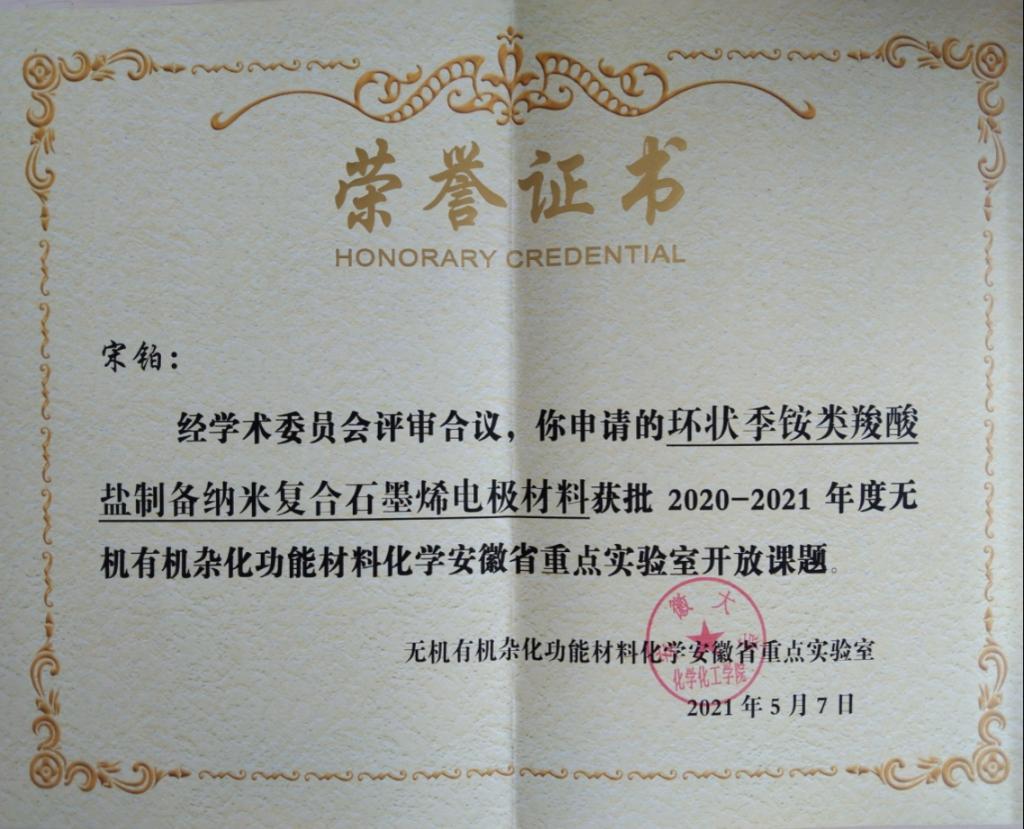 荣誉证书
HONORARY CREDENTIAL
宋铂：
经学术委员会评审合议，你申请的环状季铵类羧酸
盐制备纳米复合石墨烯电极材料获批 2020-2021 年度无
机有机杂化功能材料化学安徽省重点实验室开放课题。
无机有机杂化功能材料化学安徽省重点实验室
徽大
化学化工学院
2021 年 5 月 7 日